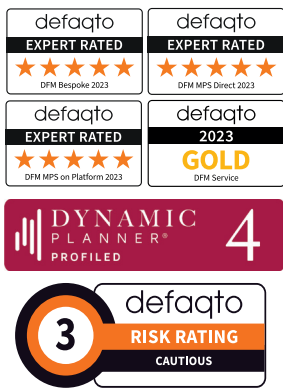 defaqto
EXPERT RATED
DFM Bespoke 2023
defaqto
EXPERT RATED
DFM MPS Direct 2023
defaqto
EXPERT RATED
DFM MPS on Platform 2023
defaqto
2023
GOLD
DFM Service
DYNAMIC
PLANNER®
PROFILED
4
3
defaqto
RISK RATING
CAUTIOUS